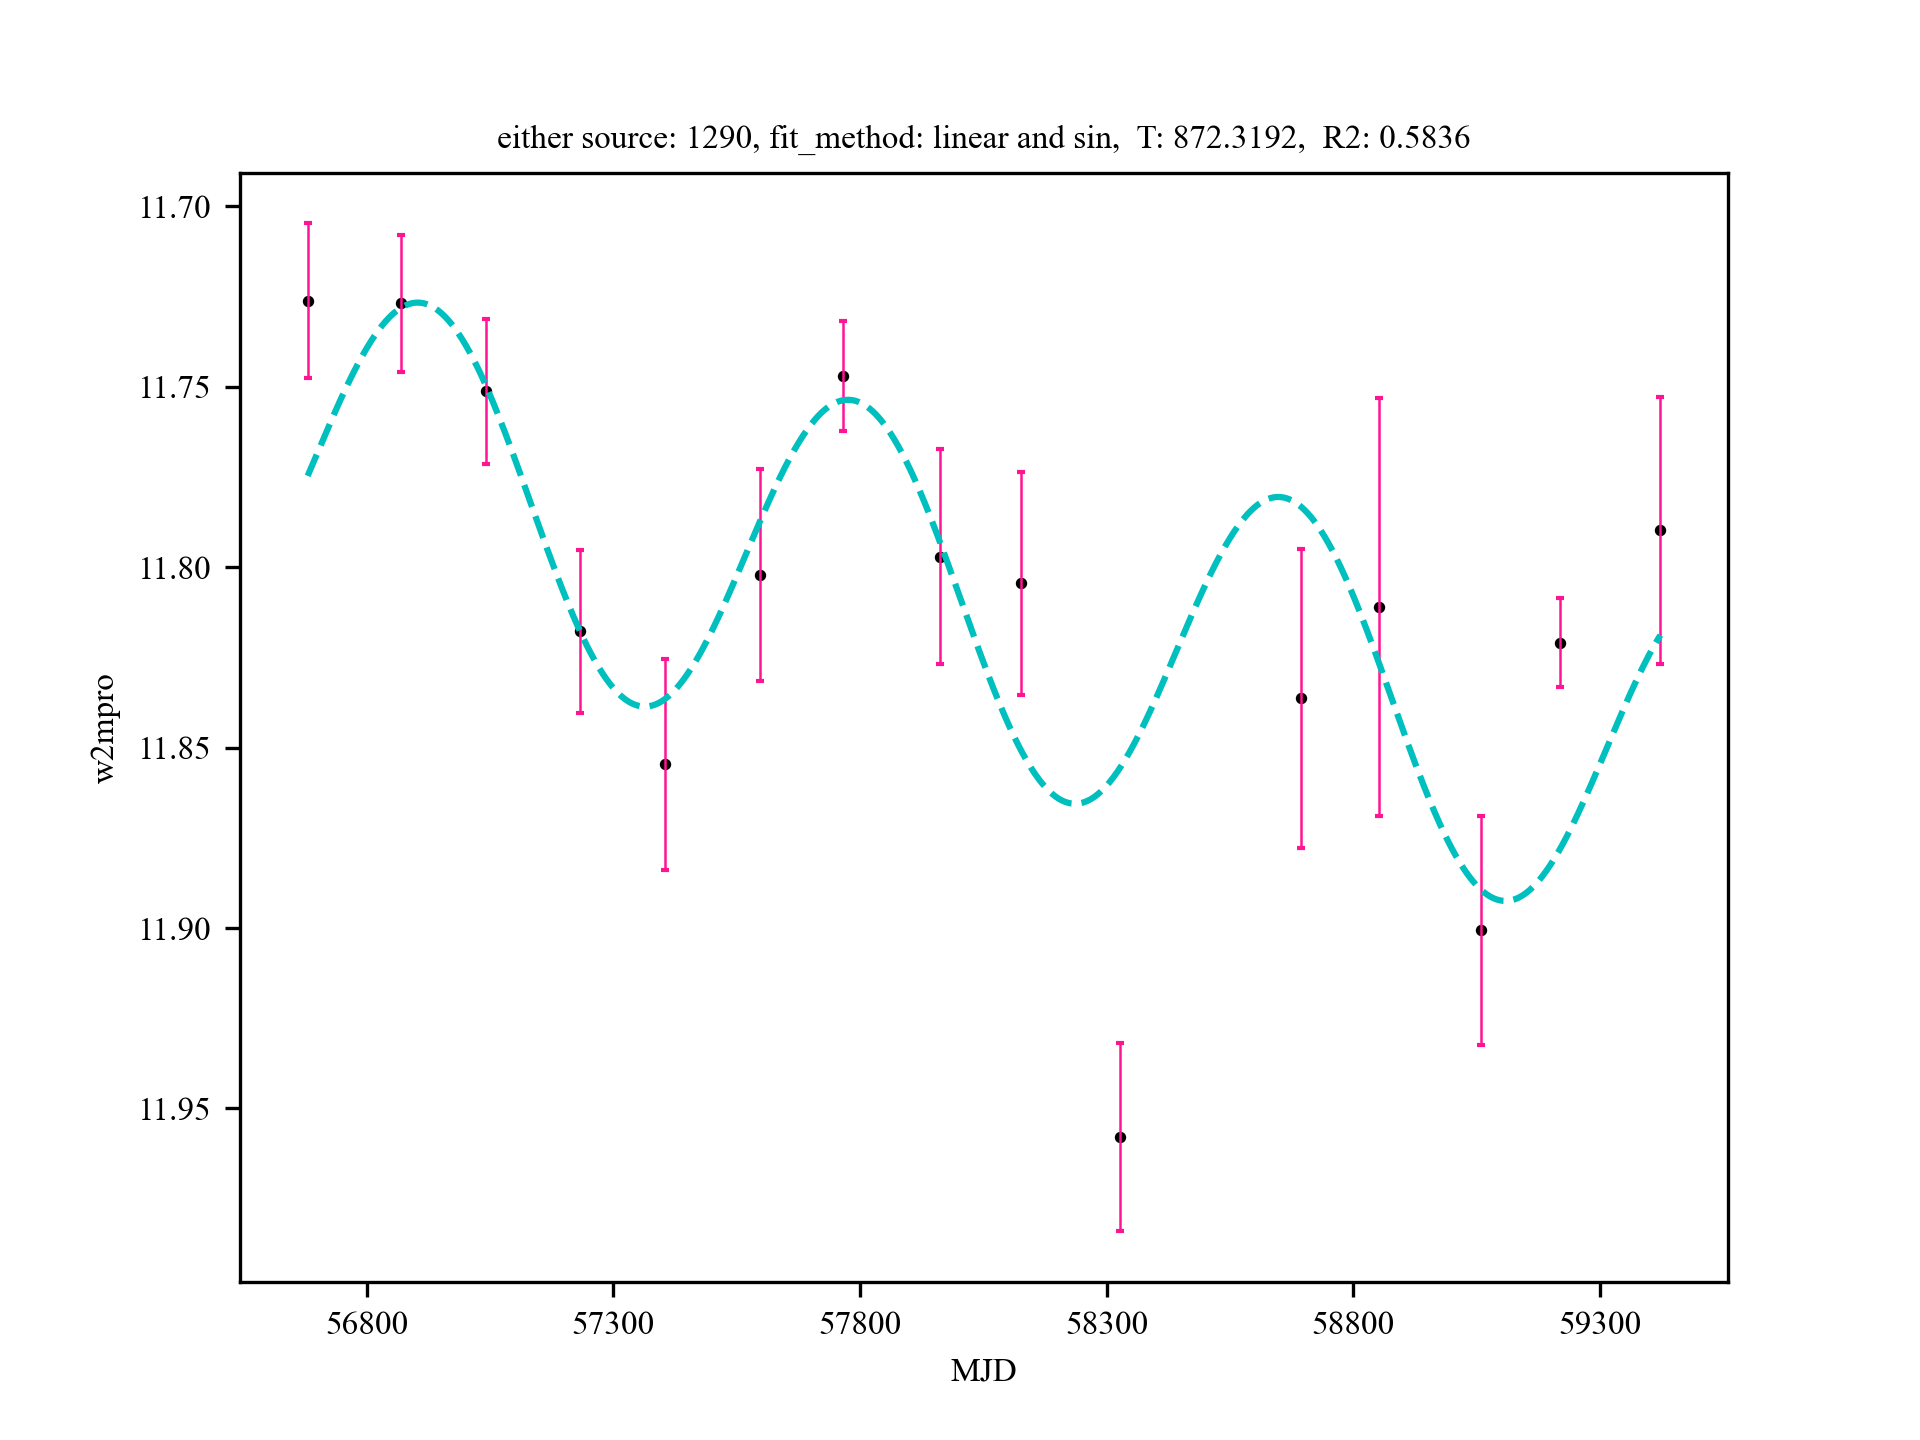 either source: 1290, fit_method: linear and sin,  T: 872.3192,  R2: 0.5836
11.70
11.75
11.80
11.85
11.90
11.95
w2mpro
56800 57300 57800 58300 58800 59300
MJD